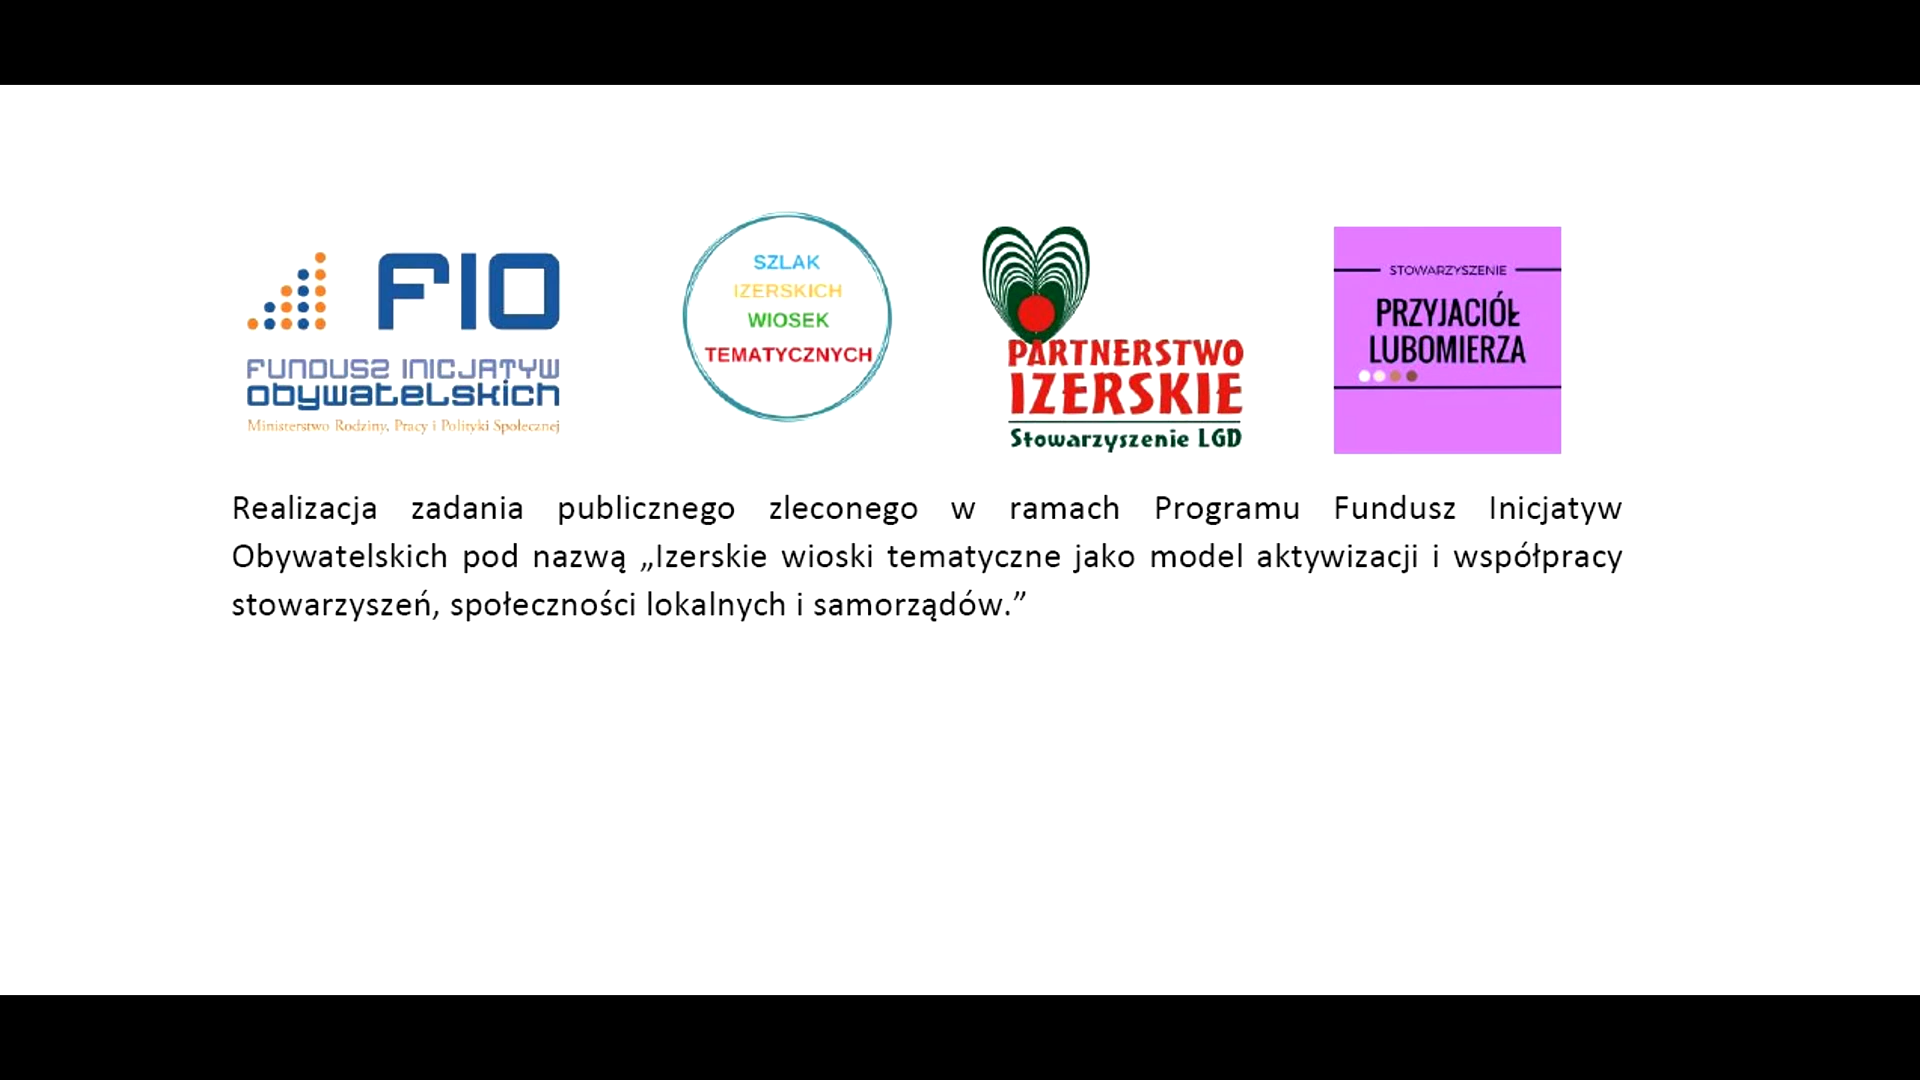 FIO
FUNDUSZ INICJATYW
obywatelskich
Ministerstwo Rodziny, Pracy i Polityki Społecznej
SZLAK
IZERSKICH
WIOSEK
TEMATYCZNYCH
PARTNERSTWO
IZERSKIE
Stowarzyszenie LGD
STOWARZYSZENIE
PRZYJACIÓŁ
LUBOMIERZA
Realizacja zadania publicznego zleconego w ramach Programu Fundusz Inicjatyw
Obywatelskich pod nazwą „Izerskie wioski tematyczne jako model aktywizacji i współpracy
stowarzyszeń, społeczności lokalnych i samorządów.”